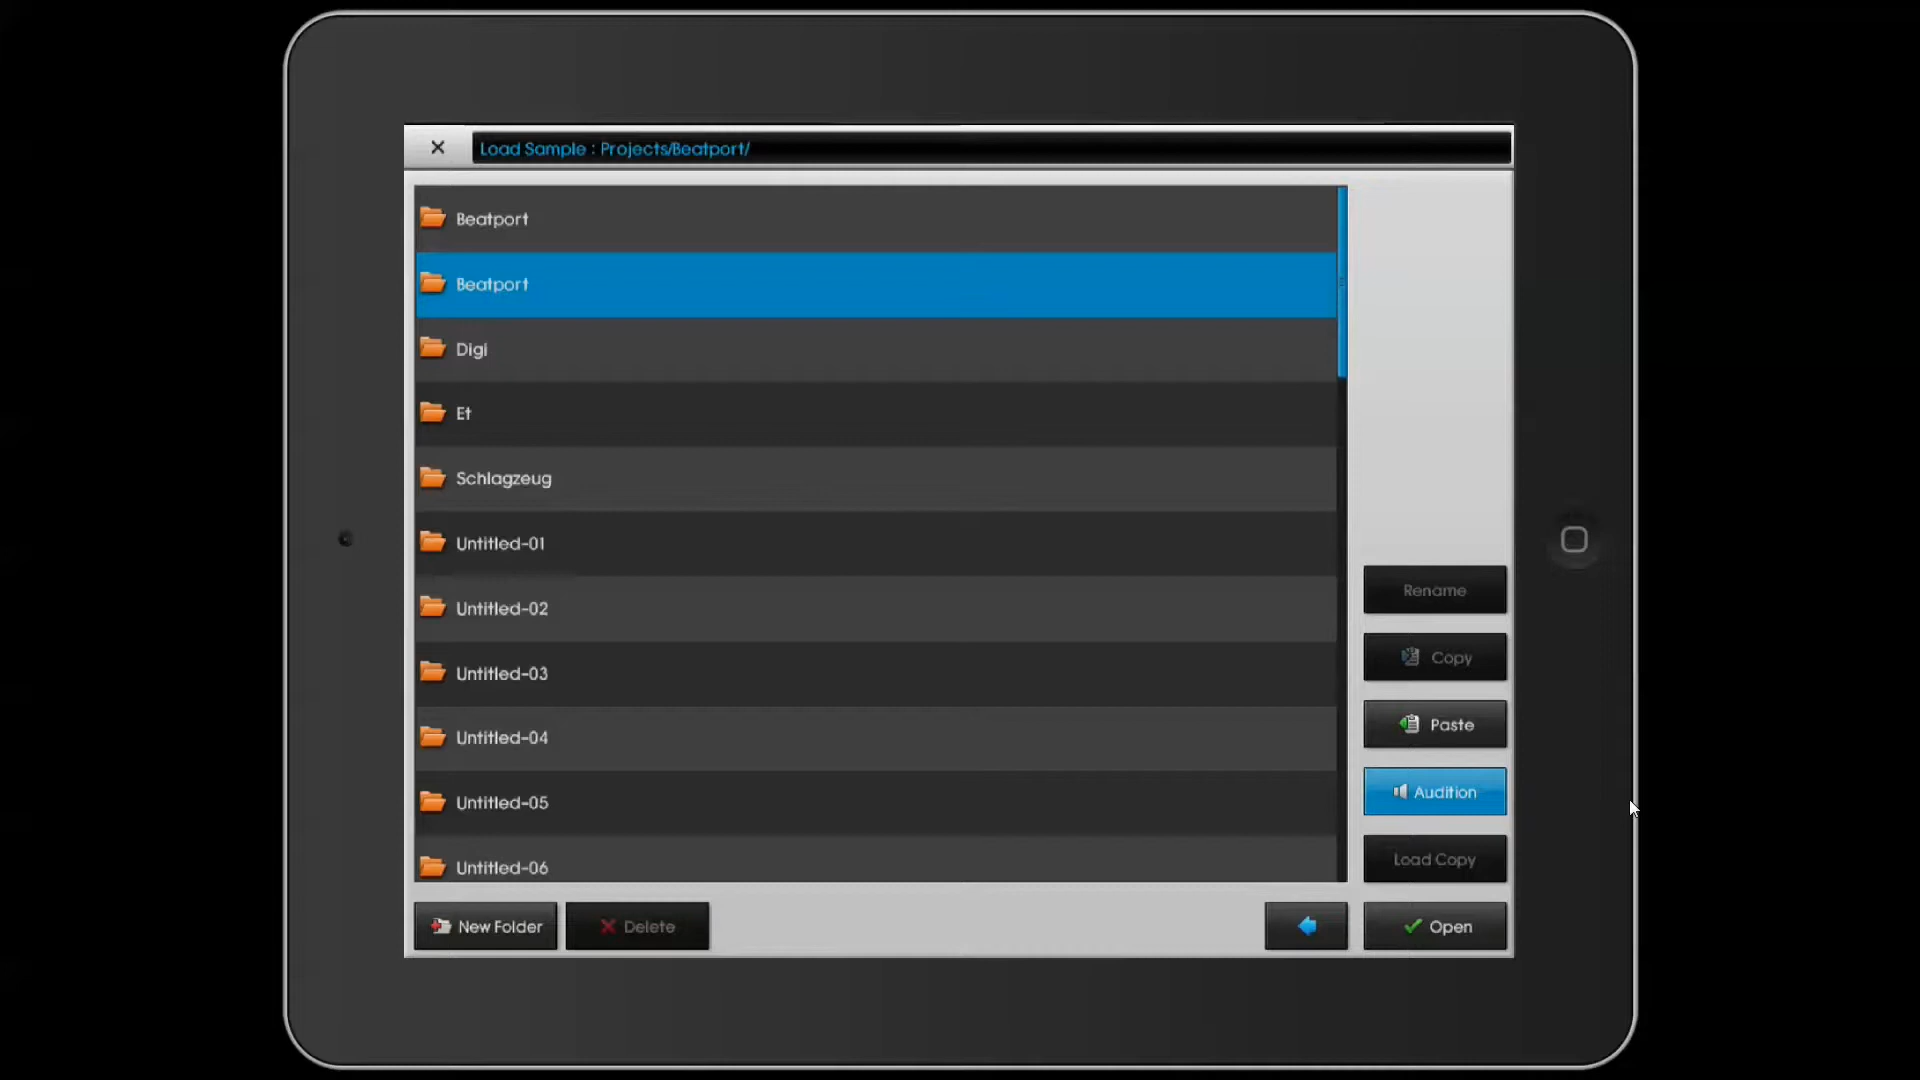 Load Sample : Projects/Beatport/
Beatport
Beatport
Digi
Et
Schlagzeug
Untitled-01
Untitled-02
Untitled-03
Untitled-04
Untitled-05
Untitled-06
Rename
Copy
Paste
Audition
Load Copy
New Folder
Delete
Open